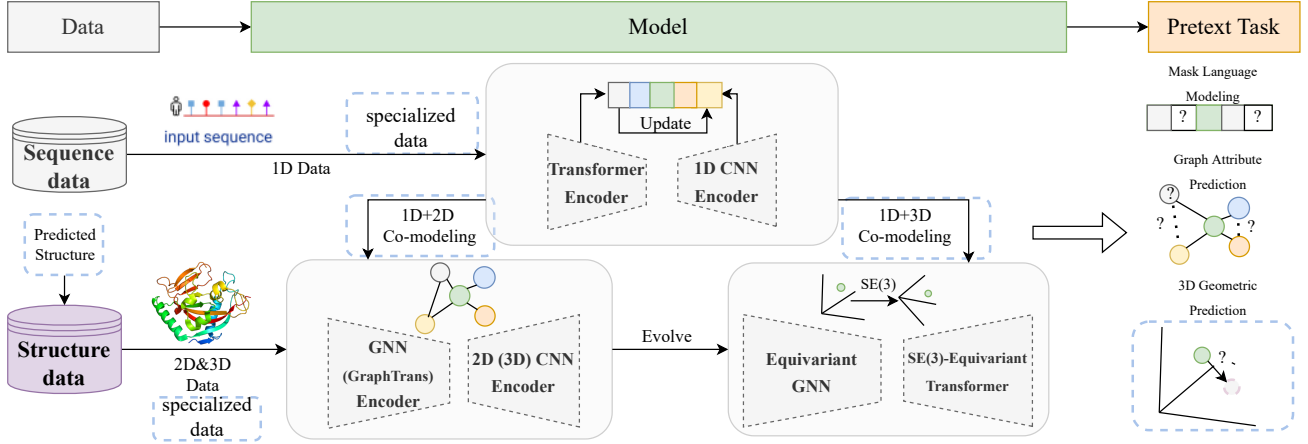 Data
Model
Pretext Task
Mask Language
Modeling
? ?
input sequence
specialized
data
Update
Sequence
data
1D Data
Transformer
Encoder
1D CNN
Encoder
Graph Attribute
Prediction
?
?
?
1D+2D
Co-modeling
1D+3D
Co-modeling
Predicted
Structure
SE(3)
3D Geometric
Prediction
Structure
data
2D&3D
Data
specialized
data
GNN
(GraphTrans)
Encoder
2D (3D) CNN
Encoder
Evolve
Equivariant
GNN
SE(3)-Equivariant
Transformer
?